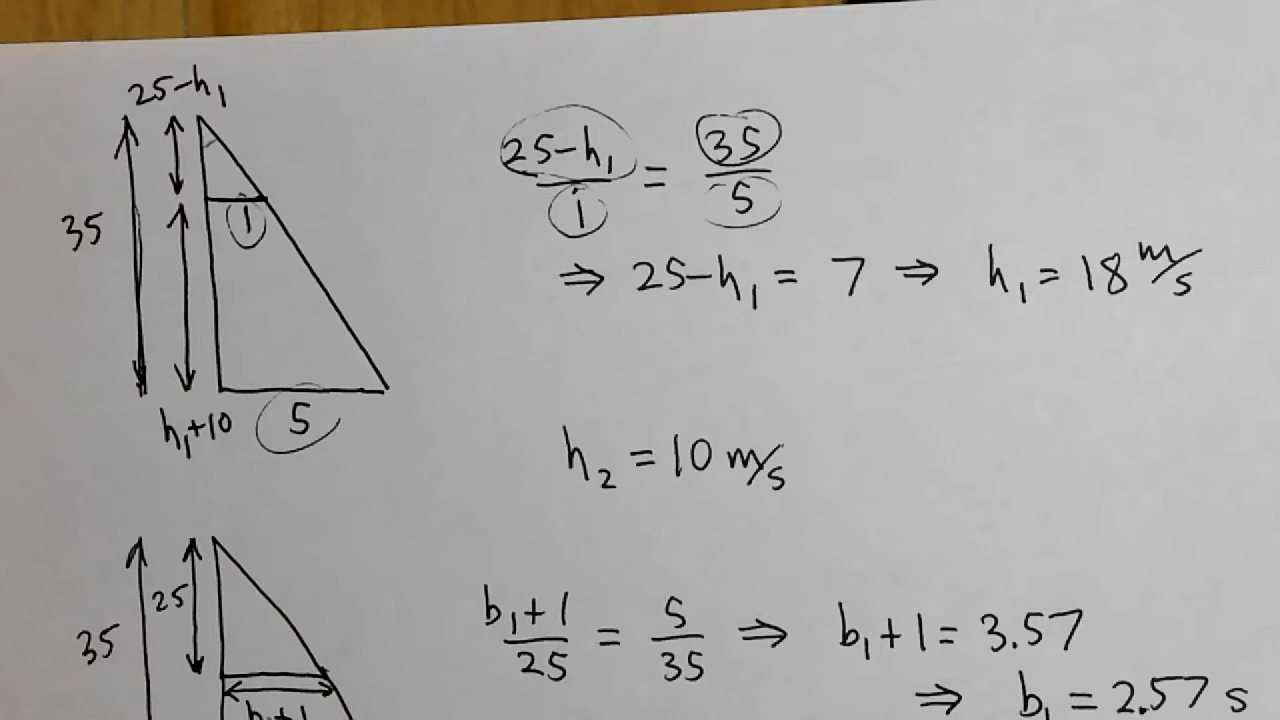 25-h₁
35
1
h₁+10
5
(25-h₁)/1 = 35/5
⇒ 25-h₁ = 7 ⇒ h₁ = 18 m/s
h₂ = 10 m/s
35
25
(b₁+1)/25 = 5/35 ⇒ b₁+1 = 3.57
⇒ b₁ = 2.57 s